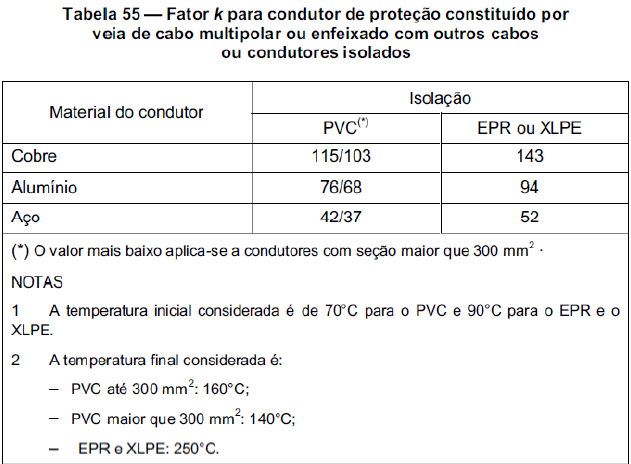 Tabela 55 — Fator k para condutor de proteção constituído por
veia de cabo multipolar ou enfeixado com outros cabos
ou condutores isolados
Material do condutor
Isolação
PVC(*)
EPR ou XLPE
Cobre 115/103 143
Alumínio 76/68 94
Aço 42/37 52
(*) O valor mais baixo aplica-se a condutores com seção maior que 300 mm² .
NOTAS
1 A temperatura inicial considerada é de 70°C para o PVC e 90°C para o EPR e o
XLPE.
2 A temperatura final considerada é:
– PVC até 300 mm²: 160°C;
– PVC maior que 300 mm²: 140°C;
– EPR e XLPE: 250°C.